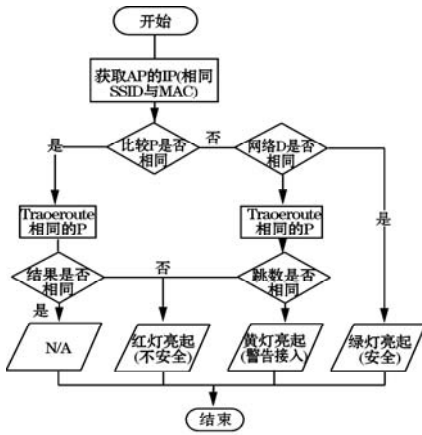 开始
获取AP的IP(相同
SSID与MAC)
比较P是否
相同
否
网络D是否
相同
是
是
Traoeroute
相同的P
Traoeroute
相同的P
结果是否
相同
否
跳数是否
相同
是
N/A
红灯亮起
(不安全)
黄灯亮起
(警告接入)
绿灯亮起
(安全)
结束